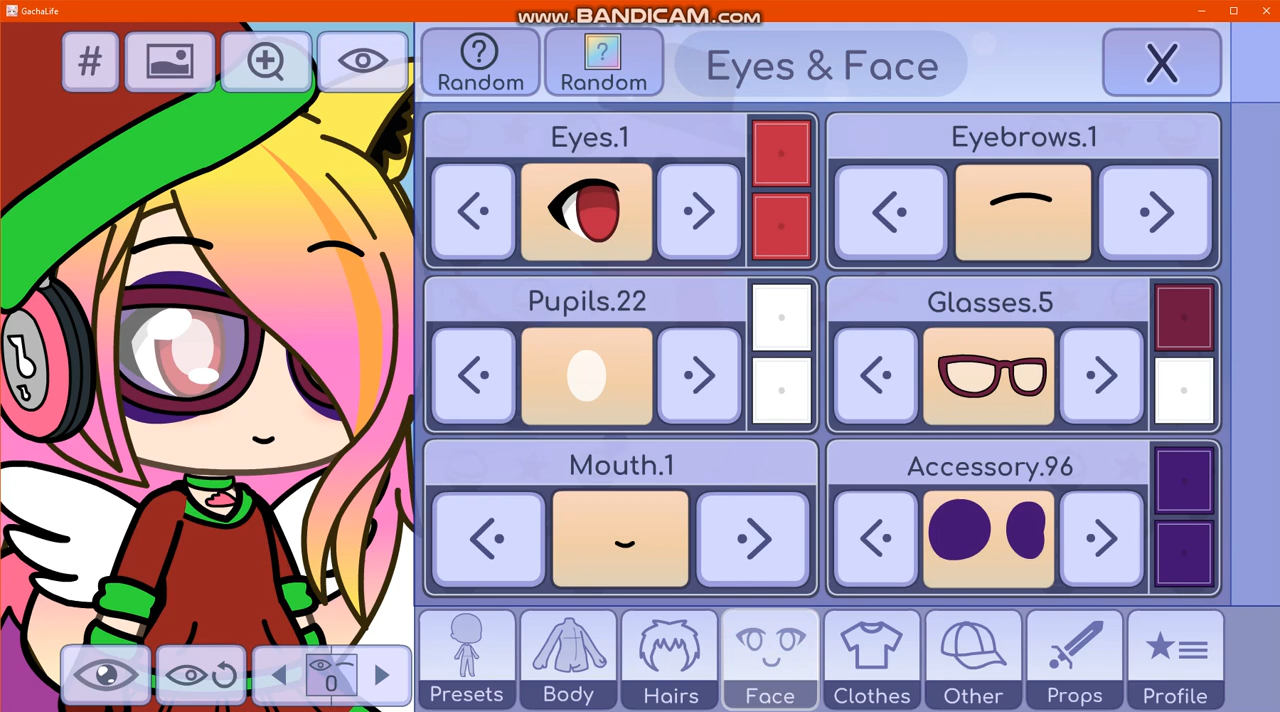 GachaLife
www.BANDICAM.com
#
? Random
? Random
Eyes & Face
X
Eyes.1
Eyebrows.1
Pupils.22
Glasses.5
Mouth.1
Accessory.96
0
Presets
Body
Hairs
Face
Clothes
Other
Props
Profile